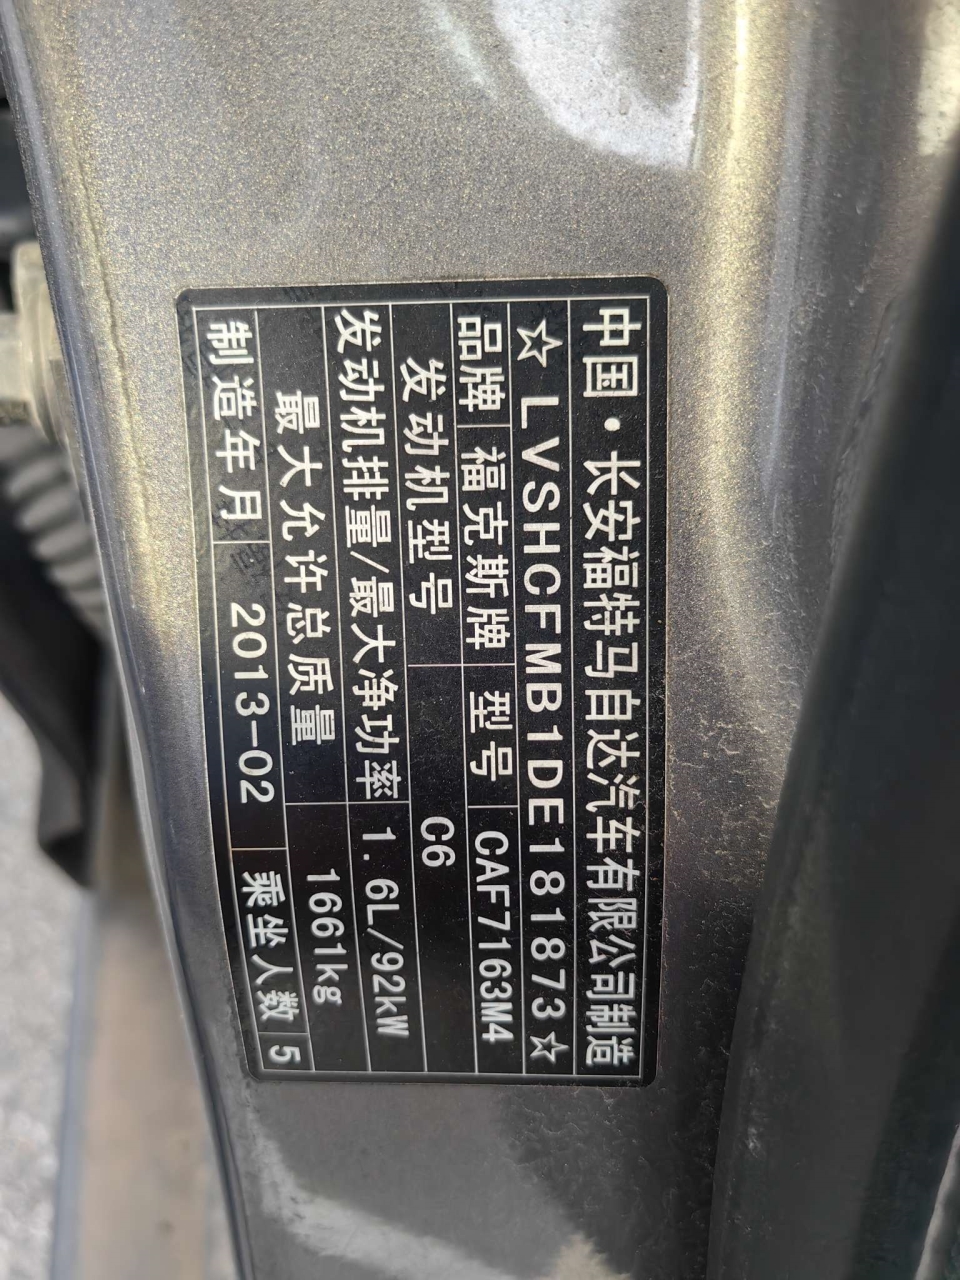 中国·长安福特马自达汽车有限公司制造
☆LVSHCFMB1DE181873☆
品牌 福克斯牌 型号 CAF7163M4
发动机型号 C6
发动机排量/最大净功率 1.6L/92kW
最大允许总质量 1661kg
制造年月 2013-02 乘坐人数 5